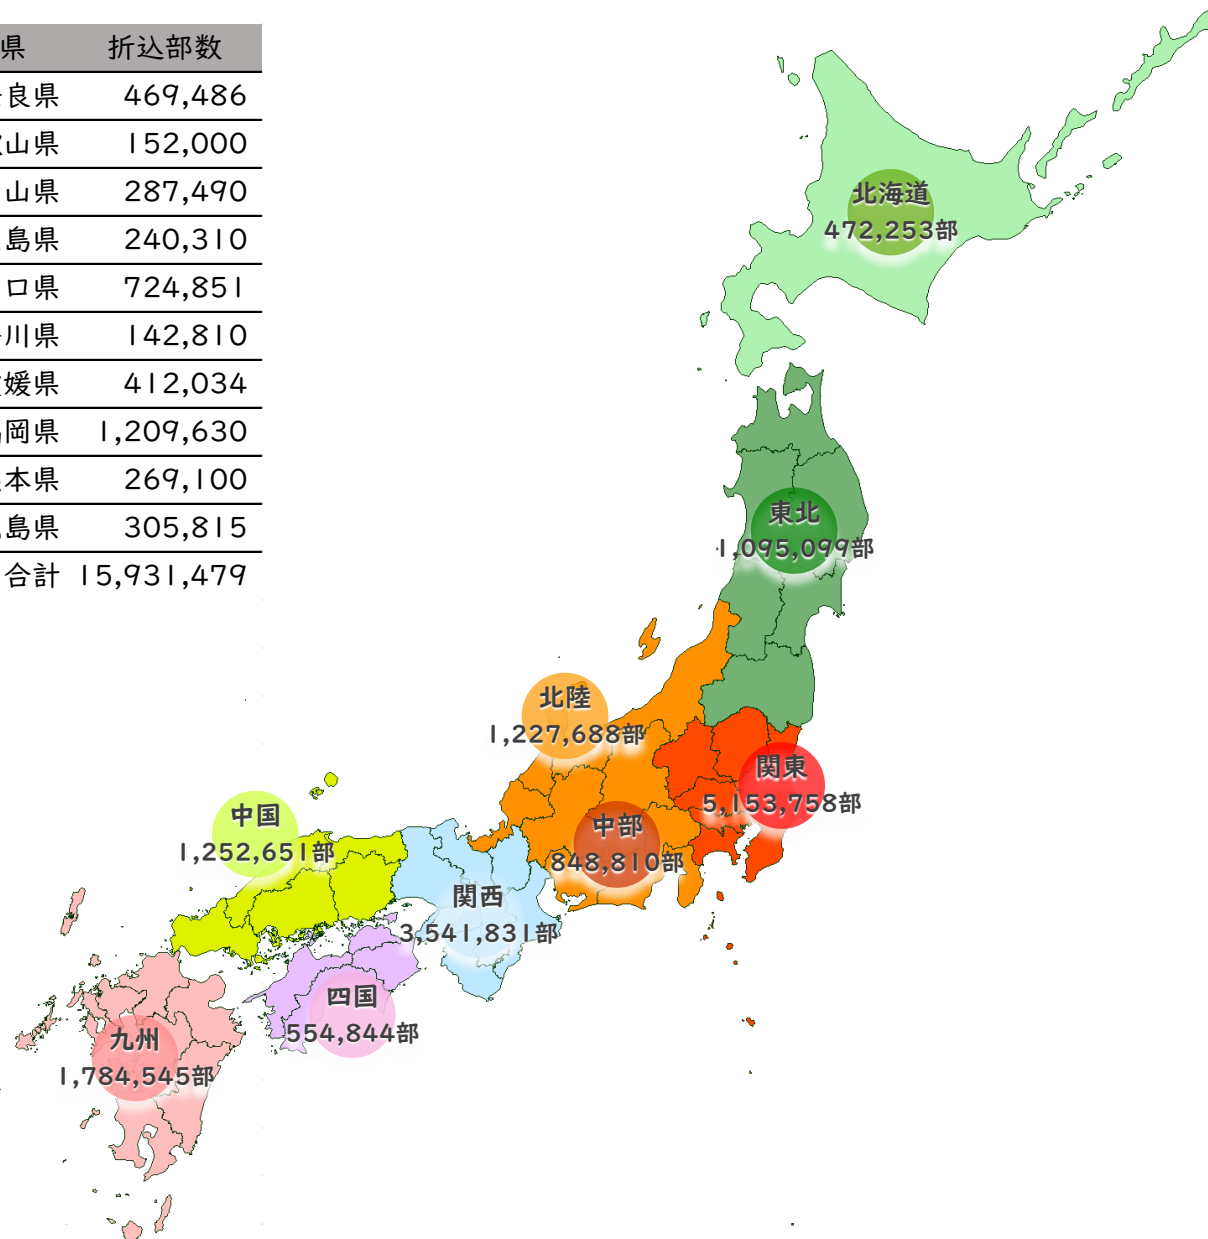 県 折込部数
良県 469,486
山県 152,000
山県 287,490
島県 240,310
口県 724,851
川県 142,810
媛県 412,034
岡県 1,209,630
本県 269,100
島県 305,815
合計 15,931,479
北海道
472,253部
東北
1,095,099部
北陸
1,227,688部
関東
5,153,758部
中国
1,252,651部
中部
848,810部
関西
3,541,831部
四国
554,844部
九州
1,784,545部